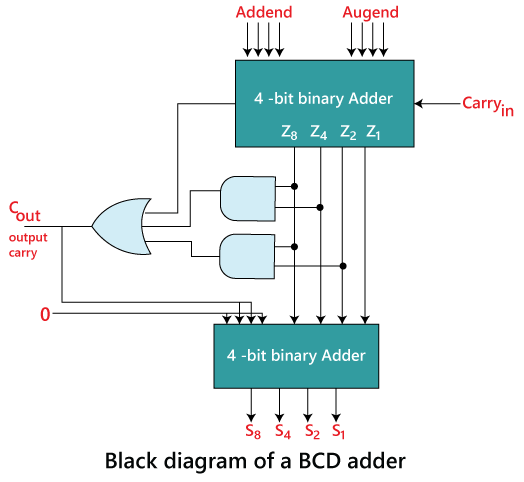 Addend Augend
4 -bit binary Adder
Carryin
Z8 Z4 Z2 Z1
Cout
output
carry
0
4 -bit binary Adder
S8 S4 S2 S1
Black diagram of a BCD adder